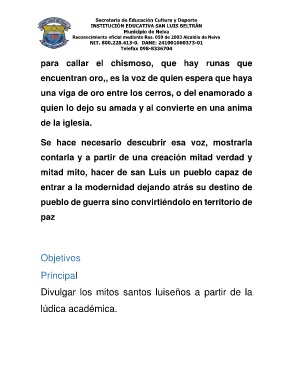 Secretaria de Educación Cultura y Deporte
INSTITUCIÓN EDUCATIVA SAN LUIS BELTRÁN
Municipio de Neiva
Reconocimiento oficial mediante Res. 059 de 2003 Alcaldía de Neiva
NIT. 800.228.413-0. DANE: 241001060373-01
Telefax 098-8336704
para callar el chismoso, que hay runas que
encuentran oro,, es la voz de quien espera que haya
una viga de oro entre los cerros, o del enamorado a
quien lo dejo su amada y al convierte en una anima
de la iglesia.
Se hace necesario descubrir esa voz, mostrarla
contarla y a partir de una creación mitad verdad y
mitad mito, hacer de san Luis un pueblo capaz de
entrar a la modernidad dejando atrás su destino de
pueblo de guerra sino convirtiéndolo en territorio de
paz
Objetivos
Principal
Divulgar los mitos santos luiseños a partir de la
lúdica académica.